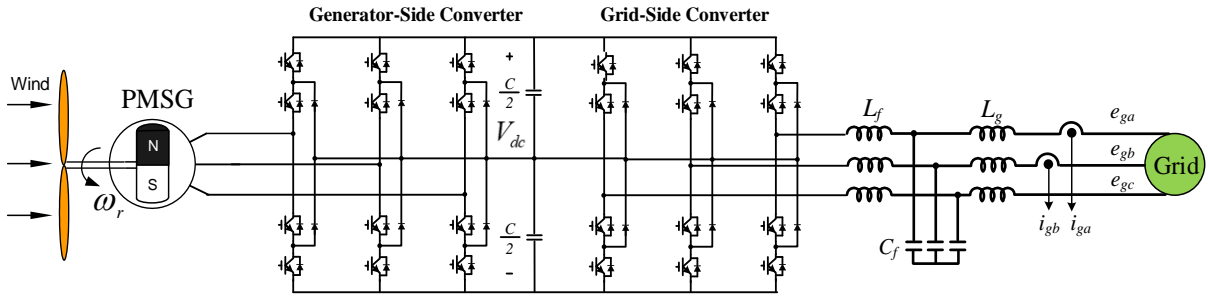 Generator-Side Converter
Grid-Side Converter
Wind
PMSG
N
S
ω_r
+
C/2
V_dc
C/2
−
L_f
L_g
C_f
e_ga
e_gb
e_gc
Grid
i_gb
i_ga